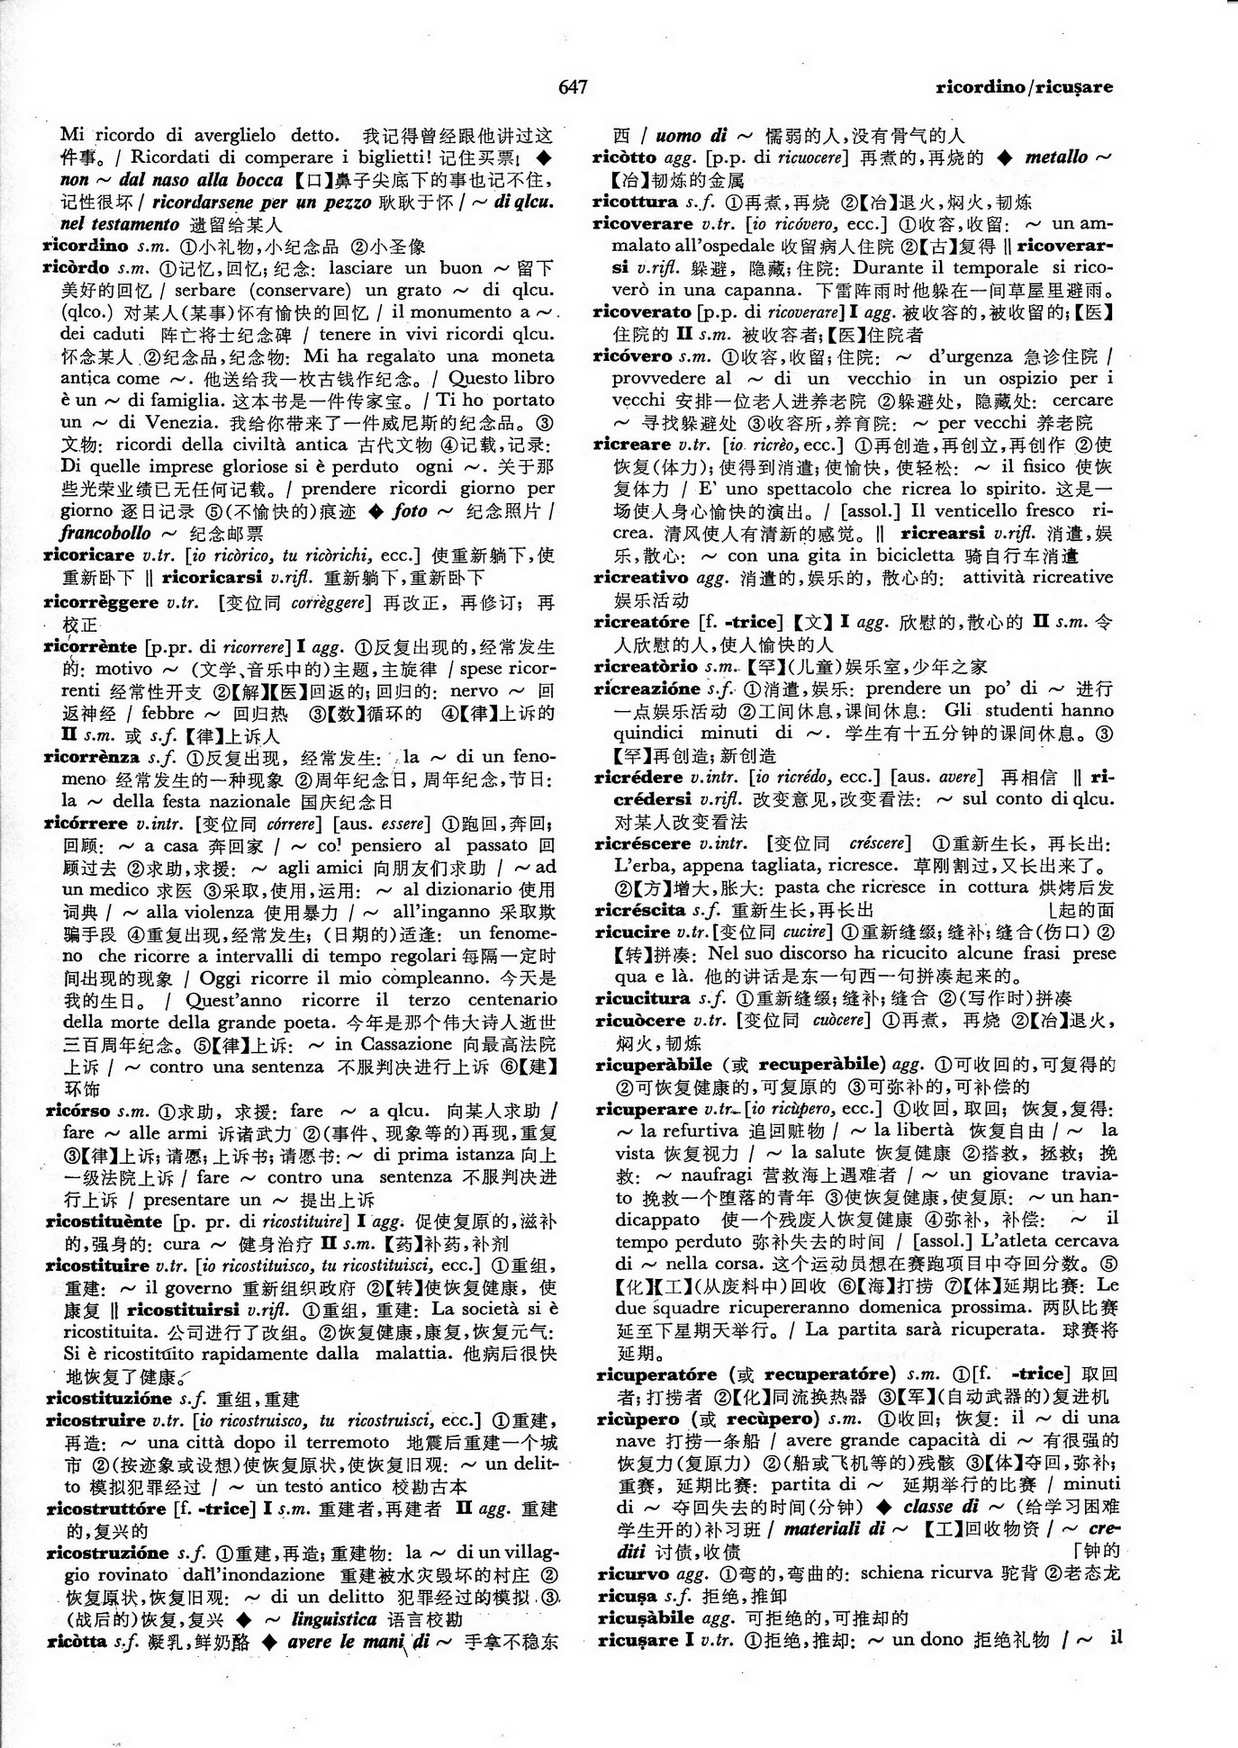 647
ricordino/ricuṣare
Mi ricordo di averglielo detto. 我记得曾经跟他讲过这
件事。/ Ricordati di comperare i biglietti! 记住买票! ◆
non ~ dal naso alla bocca【口】鼻子尖底下的事也记不住,
记性很坏 / ricordarsene per un pezzo 耿耿于怀 / ~ di qlcu.
nel testamento 遗留给某人
ricordino s.m. ①小礼物,小纪念品 ②小圣像
ricòrdo s.m. ①记忆,回忆; 纪念: lasciare un buon ~ 留下
美好的回忆 / serbare (conservare) un grato ~ di qlcu.
(qlco.) 对某人(某事)怀有愉快的回忆 / il monumento a ~
dei caduti 阵亡将士纪念碑 / tenere in vivi ricordi qlcu.
怀念某人 ②纪念品,纪念物: Mi ha regalato una moneta
antica come ~. 他送给我一枚古钱作纪念。/ Questo libro
è un ~ di famiglia. 这本书是一件传家宝。/ Ti ho portato
un ~ di Venezia. 我给你带来了一件威尼斯的纪念品。③
文物: ricordi della civiltà antica 古代文物 ④记载,记录:
Di quelle imprese gloriose si è perduto ogni ~. 关于那
些光荣业绩已无任何记载。/ prendere ricordi giorno per
giorno 逐日记录 ⑤(不愉快的)痕迹 ◆ foto ~ 纪念照片 /
francobollo ~ 纪念邮票
ricoricare v.tr. [io ricòrico, tu ricòrichi, ecc.] 使重新躺下,使
重新卧下 ‖ ricoricarsi v.rifl. 重新躺下,重新卧下
ricorrèggere v.tr. [变位同 corrèggere] 再改正, 再修订; 再
校正
ricorrènte [p.pr. di ricorrere] I agg. ①反复出现的,经常发生
的: motivo ~ (文学、音乐中的)主题,主旋律 / spese ricor-
renti 经常性开支 ②【解】【医】回返的; 回归的: nervo ~ 回
返神经 / febbre ~ 回归热 ③【数】循环的 ④【律】上诉的
II s.m. 或 s.f.【律】上诉人
ricorrènza s.f. ①反复出现, 经常发生: la ~ di un feno-
meno 经常发生的一种现象 ②周年纪念日, 周年纪念,节日:
la ~ della festa nazionale 国庆纪念日
ricórrere v.intr. [变位同 córrere] [aus. essere] ①跑回,奔回;
回顾: ~ a casa 奔回家 / ~ col pensiero al passato 回
顾过去 ②求助,求援: ~ agli amici 向朋友们求助 / ~ ad
un medico 求医 ③采取,使用,运用: ~ al dizionario 使用
词典 / ~ alla violenza 使用暴力 / ~ all'inganno 采取欺
骗手段 ④重复出现,经常发生; (日期的)适逢: un fenome-
no che ricorre a intervalli di tempo regolari 每隔一定时
间出现的现象 / Oggi ricorre il mio compleanno. 今天是
我的生日。 / Quest'anno ricorre il terzo centenario
della morte della grande poeta. 今年是那个伟大诗人逝世
三百周年纪念。⑤【律】上诉: ~ in Cassazione 向最高法院
上诉 / ~ contro una sentenza 不服判决进行上诉 ⑥【建】
环饰
ricórso s.m. ①求助, 求援: fare ~ a qlcu. 向某人求助 /
fare ~ alle armi 诉诸武力 ②(事件、现象等的)再现,重复
③【律】上诉; 请愿; 上诉书; 请愿书: ~ di prima istanza 向上
一级法院上诉 / fare ~ contro una sentenza 不服判决进
行上诉 / presentare un ~ 提出上诉
ricostituènte [p. pr. di ricostituire] I agg. 促使复原的,滋补
的,强身的: cura ~ 健身治疗 II s.m.【药】补药,补剂
ricostituire v.tr. [io ricostituisco, tu ricostituisci, ecc.] ①重组,
重建: ~ il governo 重新组织政府 ②【转】使恢复健康, 使
康复 ‖ ricostituirsi v.rifl. ①重组, 重建: La società si è
ricostituita. 公司进行了改组。②恢复健康,康复,恢复元气:
Si è ricostituito rapidamente dalla malattia. 他病后很快
地恢复了健康。
ricostituzióne s.f. 重组,重建
ricostruire v.tr. [io ricostruisco, tu ricostruisci, ecc.] ①重建,
再造: ~ una città dopo il terremoto 地震后重建一个城
市 ②(按迹象或设想)使恢复原状,使恢复旧观: ~ un delit-
to 模拟犯罪经过 / ~ un testo antico 校勘古本
ricostruttóre [f. -trice] I s.m. 重建者,再建者 II agg. 重建
的,复兴的
ricostruzióne s.f. ①重建,再造; 重建物: la ~ di un villag-
gio rovinato dall'inondazione 重建被水灾毁坏的村庄 ②
恢复原状,恢复旧观: ~ di un delitto 犯罪经过的模拟 ③
(战后的)恢复,复兴 ◆ ~ linguistica 语言校勘
ricòtta s.f. 凝乳,鲜奶酪 ◆ avere le mani di ~ 手拿不稳东
西 / uomo di ~ 懦弱的人,没有骨气的人
ricòtto agg. [p.p. di ricuocere] 再煮的,再烧的 ◆ metallo ~
【冶】韧炼的金属
ricottura s.f. ①再煮,再烧 ②【冶】退火,焖火,韧炼
ricoverare v.tr. [io ricóvero, ecc.] ①收容,收留: ~ un am-
malato all'ospedale 收留病人住院 ②【古】复得 ‖ ricoverar-
si v.rifl. 躲避, 隐藏; 住院: Durante il temporale si rico-
verò in una capanna. 下雷阵雨时他躲在一间草屋里避雨。
ricoverato [p.p. di ricoverare] I agg. 被收容的,被收留的;【医】
住院的 II s.m. 被收容者;【医】住院者
ricóvero s.m. ①收容,收留; 住院: ~ d'urgenza 急诊住院 /
provvedere al ~ di un vecchio in un ospizio per i
vecchi 安排一位老人进养老院 ②躲避处, 隐藏处: cercare
~ 寻找躲避处 ③收容所,养育院: ~ per vecchi 养老院
ricreare v.tr. [io ricrèo, ecc.] ①再创造,再创立,再创作 ②使
恢复(体力); 使得到消遣; 使愉快, 使轻松: ~ il fisico 使恢
复体力 / E' uno spettacolo che ricrea lo spirito. 这是一
场使人身心愉快的演出。/ [assol.] Il venticello fresco ri-
crea. 清风使人有清新的感觉。‖ ricrearsi v.rifl. 消遣,娱
乐,散心: ~ con una gita in bicicletta 骑自行车消遣
ricreativo agg. 消遣的,娱乐的, 散心的: attività ricreative
娱乐活动
ricreatóre [f. -trice]【文】I agg. 欣慰的,散心的 II s.m. 令
人欣慰的人,使人愉快的人
ricreatòrio s.m.【罕】(儿童)娱乐室,少年之家
ricreazióne s.f. ①消遣,娱乐: prendere un po' di ~ 进行
一点娱乐活动 ②工间休息,课间休息: Gli studenti hanno
quindici minuti di ~. 学生有十五分钟的课间休息。③
【罕】再创造; 新创造
ricrédere v.intr. [io ricrédo, ecc.] [aus. avere] 再相信 ‖ ri-
crédersi v.rifl. 改变意见,改变看法: ~ sul conto di qlcu.
对某人改变看法
ricréscere v.intr. [变位同 créscere] ①重新生长, 再长出:
L'erba, appena tagliata, ricresce. 草刚割过,又长出来了。
②【方】增大,胀大: pasta che ricresce in cottura 烘烤后发
ricréscita s.f. 重新生长,再长出 ⌊起的面
ricucire v.tr. [变位同 cucire] ①重新缝缀; 缝补; 缝合(伤口) ②
【转】拼凑: Nel suo discorso ha ricucito alcune frasi prese
qua e là. 他的讲话是东一句西一句拼凑起来的。
ricucitura s.f. ①重新缝缀; 缝补; 缝合 ②(写作时)拼凑
ricuòcere v.tr. [变位同 cuòcere] ①再煮, 再烧 ②【冶】退火,
焖火,韧炼
ricuperàbile (或 recuperàbile) agg. ①可收回的,可复得的
②可恢复健康的,可复原的 ③可弥补的,可补偿的
ricuperare v.tr. [io ricùpero, ecc.] ①收回,取回; 恢复,复得:
~ la refurtiva 追回赃物 / ~ la libertà 恢复自由 / ~ la
vista 恢复视力 / ~ la salute 恢复健康 ②搭救, 拯救; 挽
救: ~ naufragi 营救海上遇难者 / ~ un giovane travia-
to 挽救一个堕落的青年 ③使恢复健康,使复原: ~ un han-
dicappato 使一个残废人恢复健康 ④弥补, 补偿: ~ il
tempo perduto 弥补失去的时间 / [assol.] L'atleta cercava
di ~ nella corsa. 这个运动员想在赛跑项目中夺回分数。⑤
【化】【工】(从废料中)回收 ⑥【海】打捞 ⑦【体】延期比赛: Le
due squadre ricupereranno domenica prossima. 两队比赛
延至下星期天举行。/ La partita sarà ricuperata. 球赛将
延期。
ricuperatóre (或 recuperatóre) s.m. ①[f. -trice] 取回
者; 打捞者 ②【化】同流换热器 ③【军】(自动武器的)复进机
ricùpero (或 recùpero) s.m. ①收回; 恢复: il ~ di una
nave 打捞一条船 / avere grande capacità di ~ 有很强的
恢复力(复原力) ②(船或飞机等的)残骸 ③【体】夺回,弥补;
重赛, 延期比赛: partita di ~ 延期举行的比赛 / minuti
di ~ 夺回失去的时间(分钟) ◆ classe di ~ (给学习困难
学生开的)补习班 / materiali di ~ 【工】回收物资 / ~ cre-
diti 讨债,收债 ⌈钟的
ricurvo agg. ①弯的,弯曲的: schiena ricurva 驼背 ②老态龙
ricuṣa s.f. 拒绝,推卸
ricuṣàbile agg. 可拒绝的,可推却的
ricuṣare I v.tr. ①拒绝,推却: ~ un dono 拒绝礼物 / ~ il